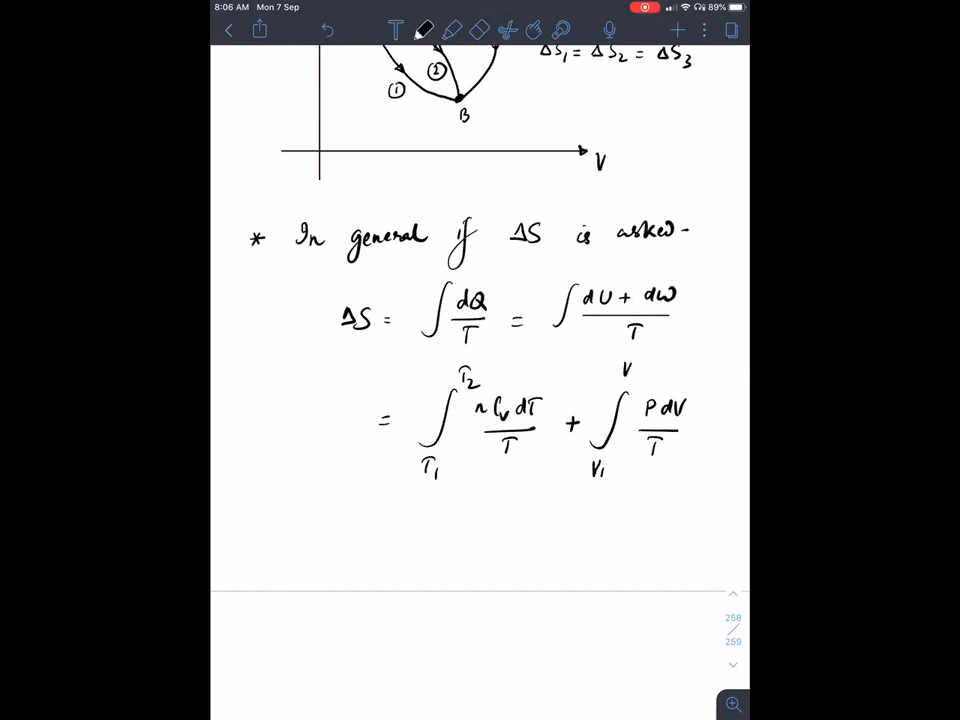 8:06 AM Mon 7 Sep 89%
T
ΔS₁ = ΔS₂ = ΔS₃
②
①
B
V
* In general if ΔS is asked-
ΔS = ∫ dQ/T = ∫ (dU + dW)/T
= ∫_{T₁}^{T₂} nCᵥdT/T + ∫_{V₁}^{V} PdV/T
258
259